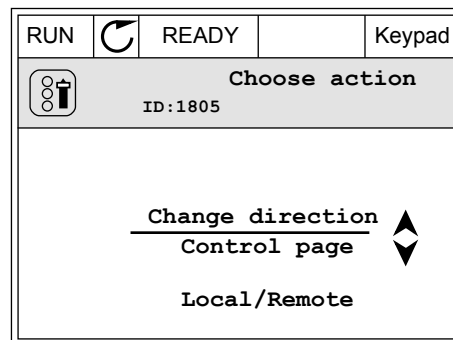 RUN READY Keypad
Choose action
ID:1805
Change direction
Control page
Local/Remote